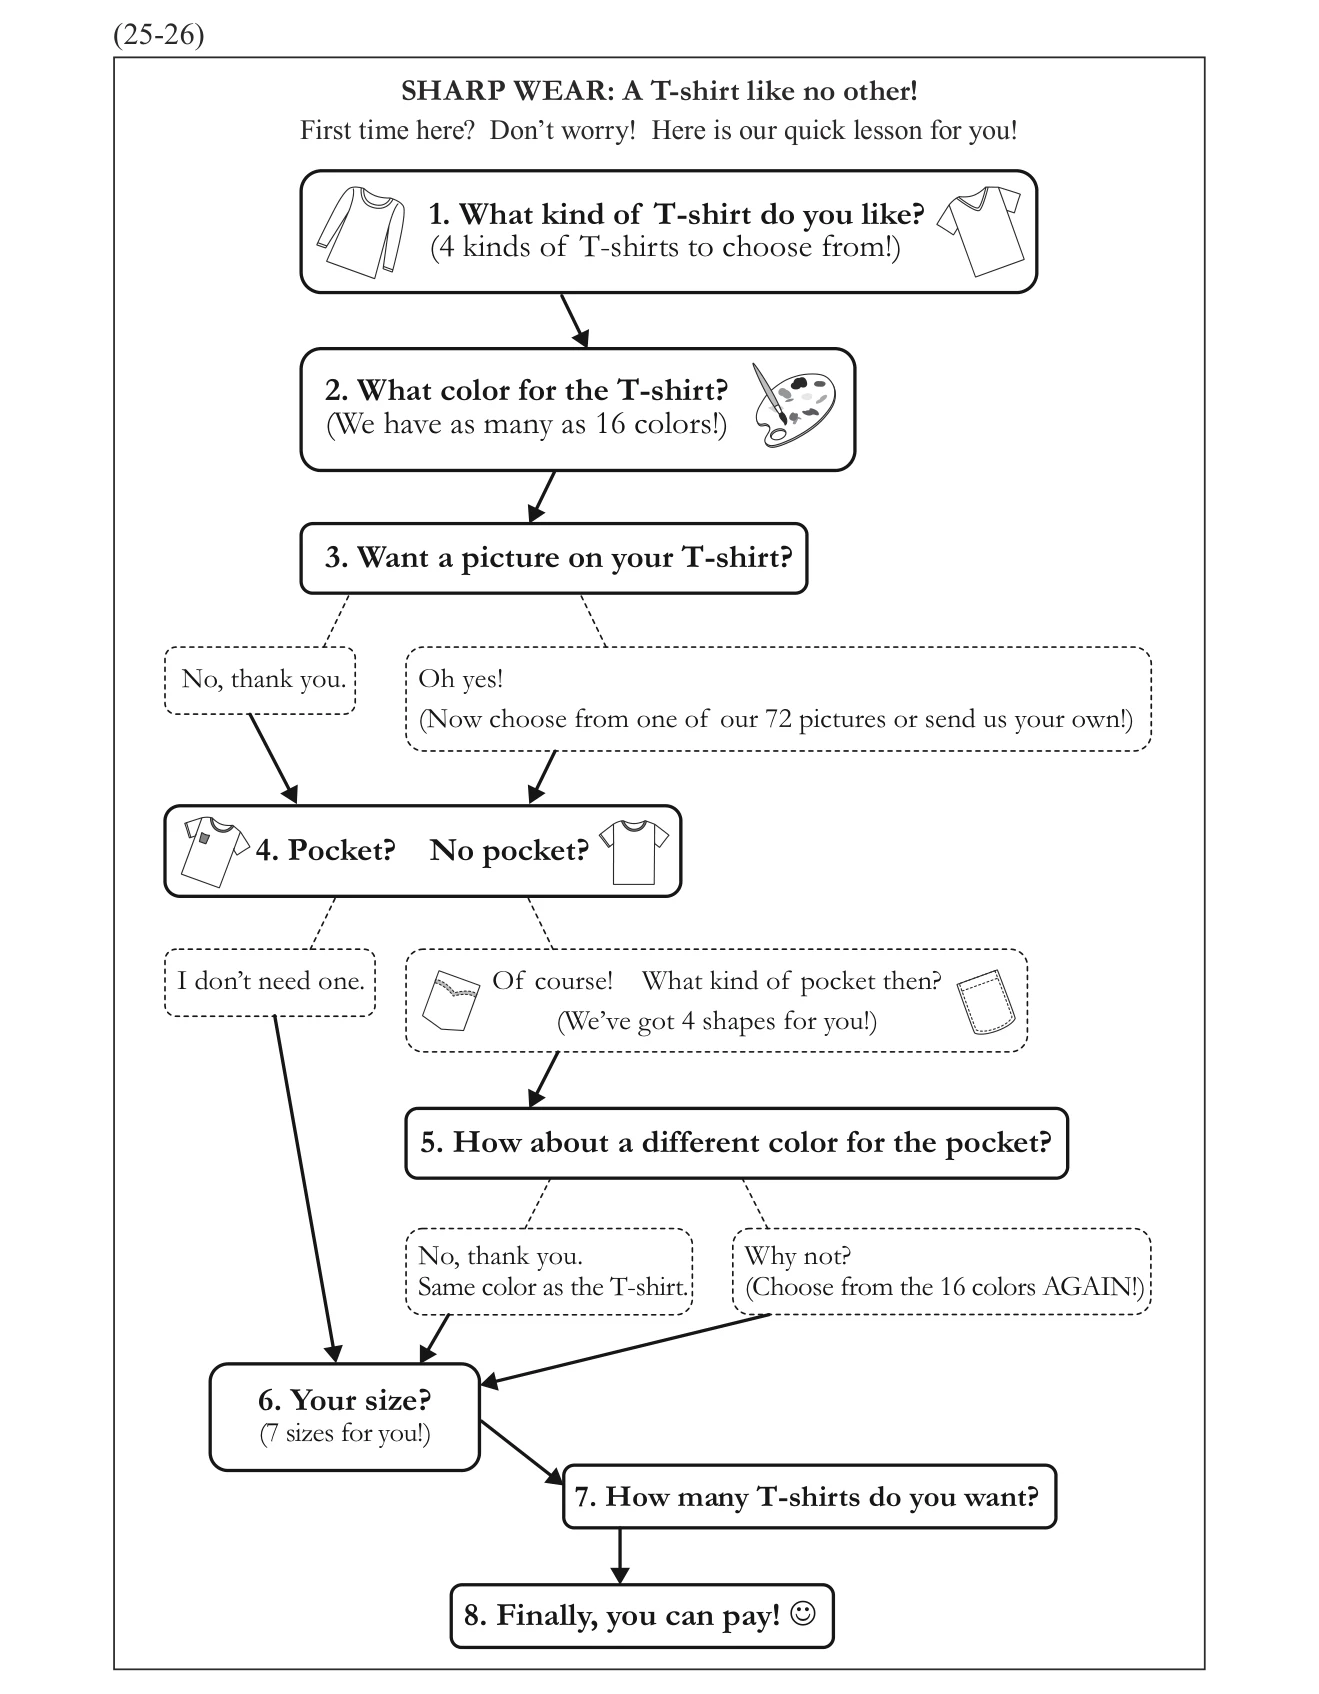 (25-26)
SHARP WEAR: A T-shirt like no other!
First time here? Don't worry! Here is our quick lesson for you!
1. What kind of T-shirt do you like?
(4 kinds of T-shirts to choose from!)
2. What color for the T-shirt?
(We have as many as 16 colors!)
3. Want a picture on your T-shirt?
No, thank you.
Oh yes!
(Now choose from one of our 72 pictures or send us your own!)
4. Pocket? No pocket?
I don't need one.
Of course! What kind of pocket then?
(We've got 4 shapes for you!)
5. How about a different color for the pocket?
No, thank you.
Same color as the T-shirt.
Why not?
(Choose from the 16 colors AGAIN!)
6. Your size?
(7 sizes for you!)
7. How many T-shirts do you want?
8. Finally, you can pay! ☺